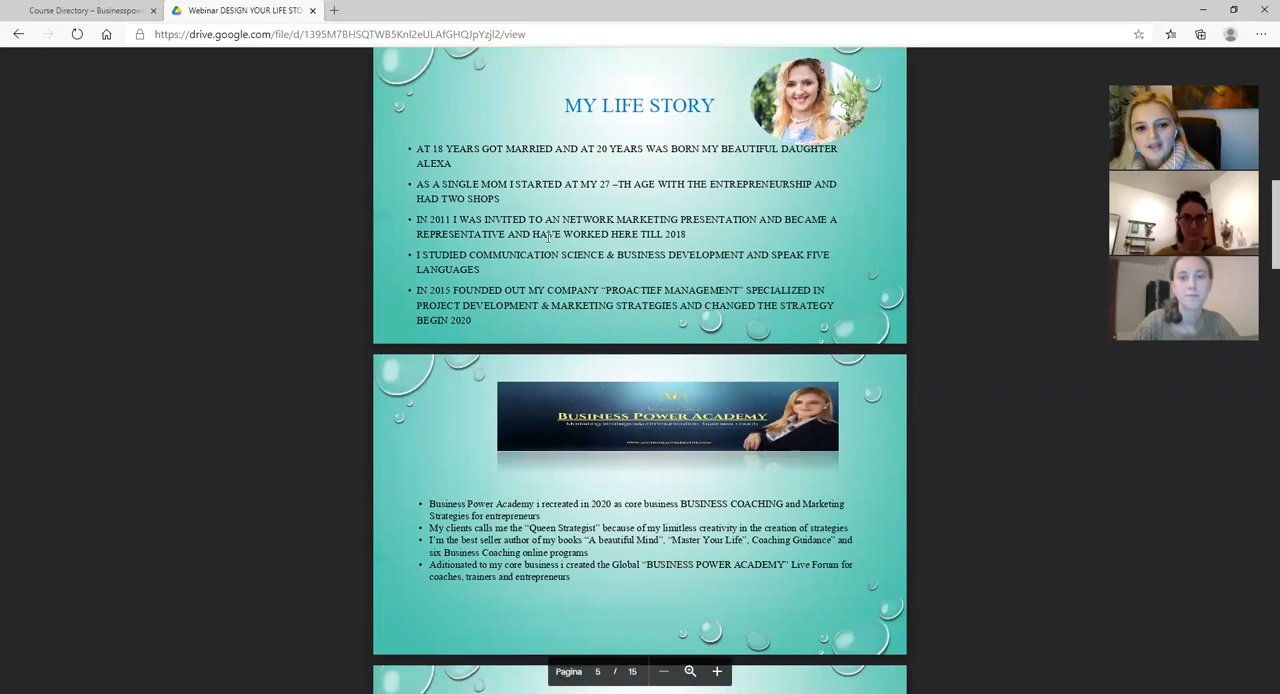 Course Directory – Businesspow
Webinar DESIGN YOUR LIFE STO
https://drive.google.com/file/d/1395M7BHSQTWB5Knl2eULAfGHQJpYzjl2/view
MY LIFE STORY
• AT 18 YEARS GOT MARRIED AND AT 20 YEARS WAS BORN MY BEAUTIFUL DAUGHTER
ALEXA
• AS A SINGLE MOM I STARTED AT MY 27 –TH AGE WITH THE ENTREPRENEURSHIP AND
HAD TWO SHOPS
• IN 2011 I WAS INVITED TO AN NETWORK MARKETING PRESENTATION AND BECAME A
REPRESENTATIVE AND HAVE WORKED HERE TILL 2018
• I STUDIED COMMUNICATION SCIENCE & BUSINESS DEVELOPMENT AND SPEAK FIVE
LANGUAGES
• IN 2015 FOUNDED OUT MY COMPANY “PROACTIEF MANAGEMENT” SPECIALIZED IN
PROJECT DEVELOPMENT & MARKETING STRATEGIES AND CHANGED THE STRATEGY
BEGIN 2020
BUSINESS POWER ACADEMY
• Business Power Academy i recreated in 2020 as core business BUSINESS COACHING and Marketing
Strategies for entrepreneurs
• My clients calls me the “Queen Strategist” because of my limitless creativity in the creation of strategies
• I’m the best seller author of my books “A beautiful Mind”, “Master Your Life”, Coaching Guidance” and
six Business Coaching online programs
• Aditionated to my core business i created the Global “BUSINESS POWER ACADEMY” Live Forum for
coaches, trainers and entrepreneurs
Pagina 5 / 15